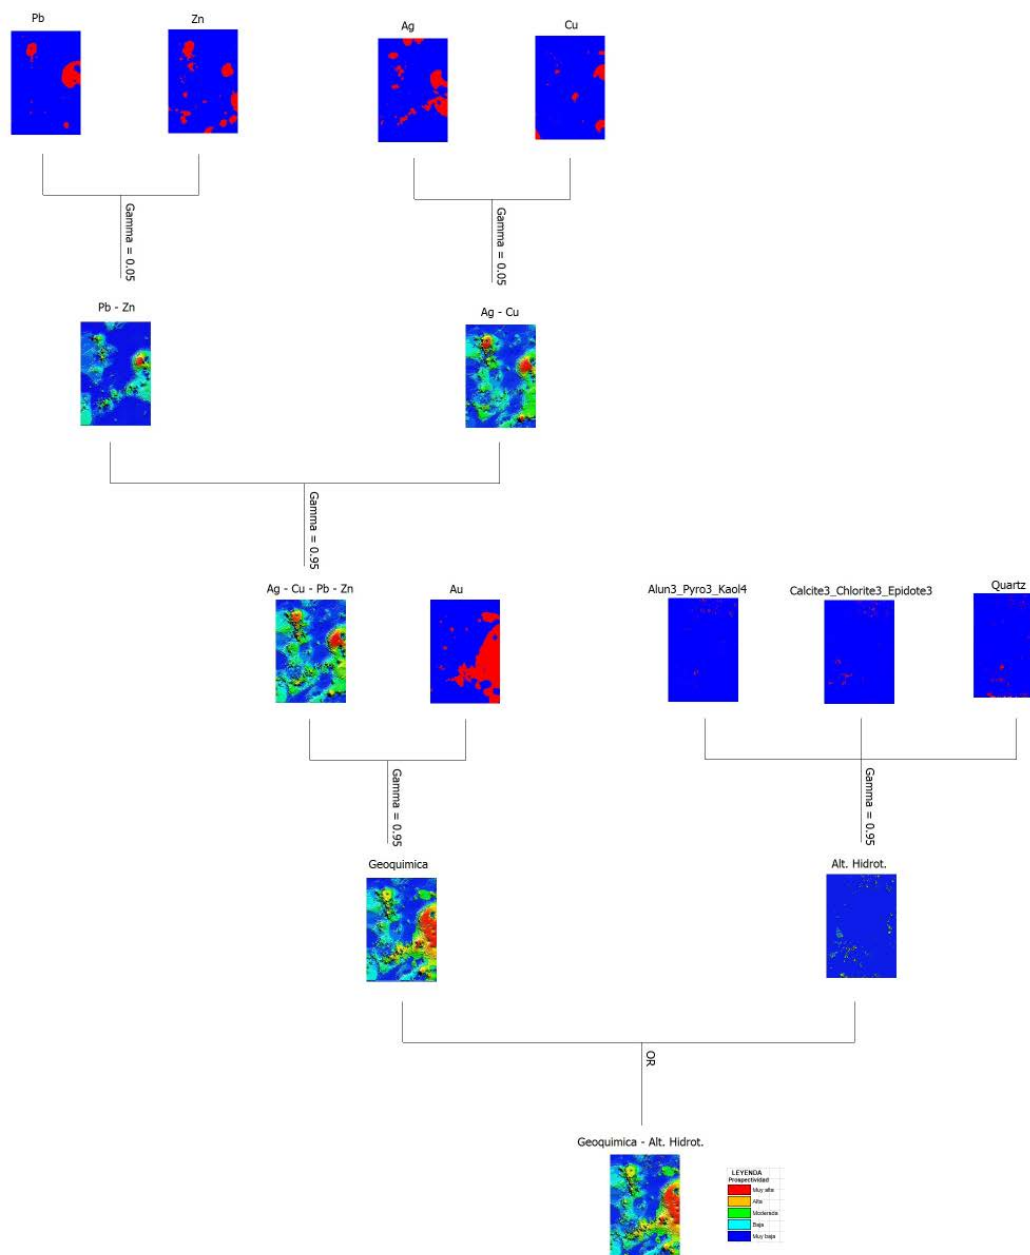 Pb
Zn
Ag
Cu
Gamma = 0.05
Gamma = 0.05
Pb - Zn
Ag - Cu
Gamma = 0.95
Ag - Cu - Pb - Zn
Au
Alun3_Pyro3_Kaol4
Calcite3_Chlorite3_Epidote3
Quartz
Gamma = 0.95
Gamma = 0.95
Geoquimica
Alt. Hidrot.
OR
Geoquimica - Alt. Hidrot.
LEYENDA
Prospectividad
Muy alta
Alta
Moderada
Baja
Muy baja